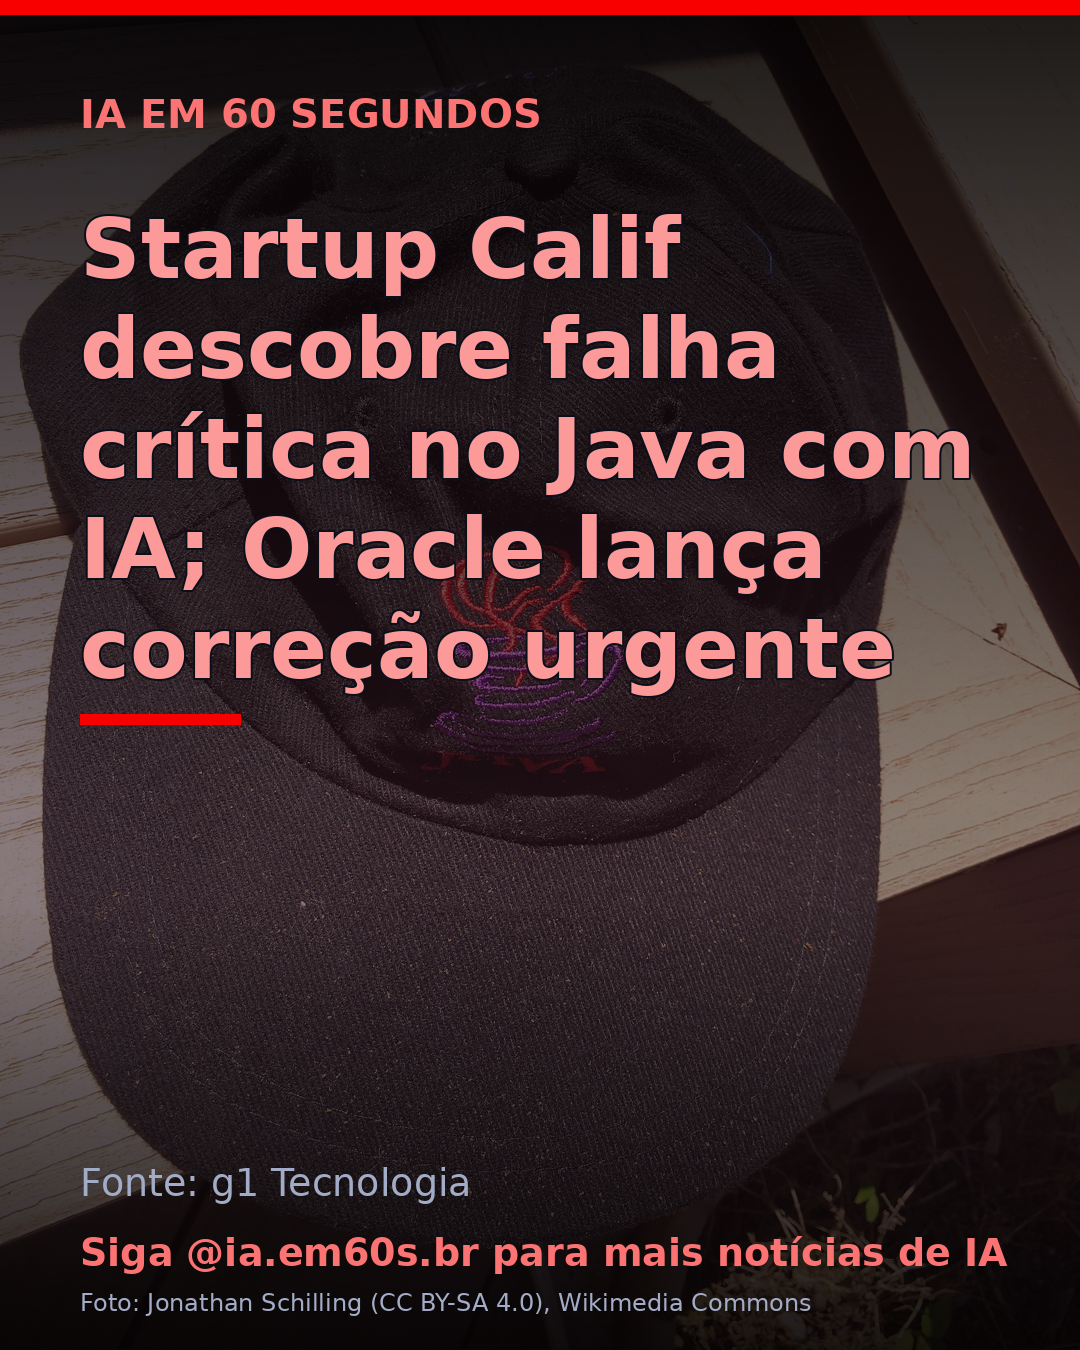 IA EM 60 SEGUNDOS
Startup Calif
descobre falha
crítica no Java com
IA; Oracle lança
correção urgente
JAVA
Fonte: g1 Tecnologia
Siga @ia.em60s.br para mais notícias de IA
Foto: Jonathan Schilling (CC BY-SA 4.0), Wikimedia Commons